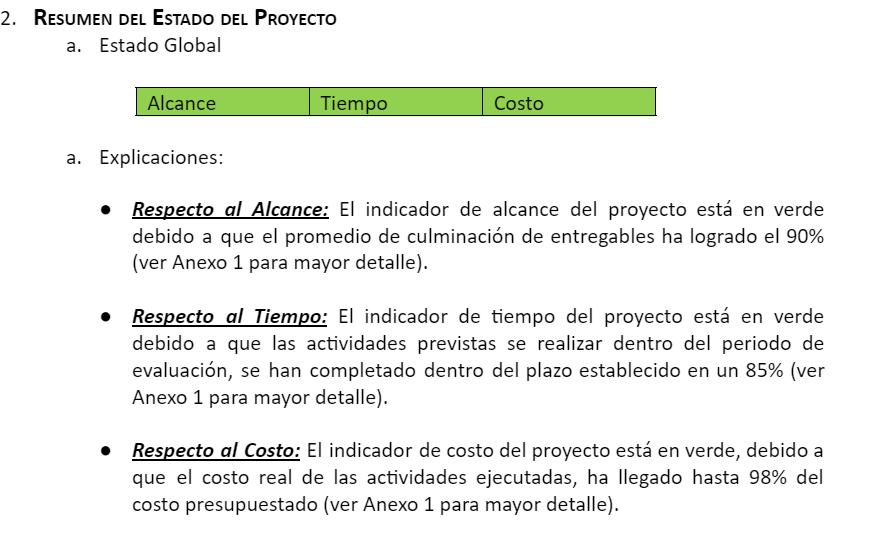 2. RESUMEN DEL ESTADO DEL PROYECTO
a. Estado Global
Alcance Tiempo Costo
a. Explicaciones:
● Respecto al Alcance: El indicador de alcance del proyecto está en verde
debido a que el promedio de culminación de entregables ha logrado el 90%
(ver Anexo 1 para mayor detalle).
● Respecto al Tiempo: El indicador de tiempo del proyecto está en verde
debido a que las actividades previstas se realizar dentro del periodo de
evaluación, se han completado dentro del plazo establecido en un 85% (ver
Anexo 1 para mayor detalle).
● Respecto al Costo: El indicador de costo del proyecto está en verde, debido a
que el costo real de las actividades ejecutadas, ha llegado hasta 98% del
costo presupuestado (ver Anexo 1 para mayor detalle).